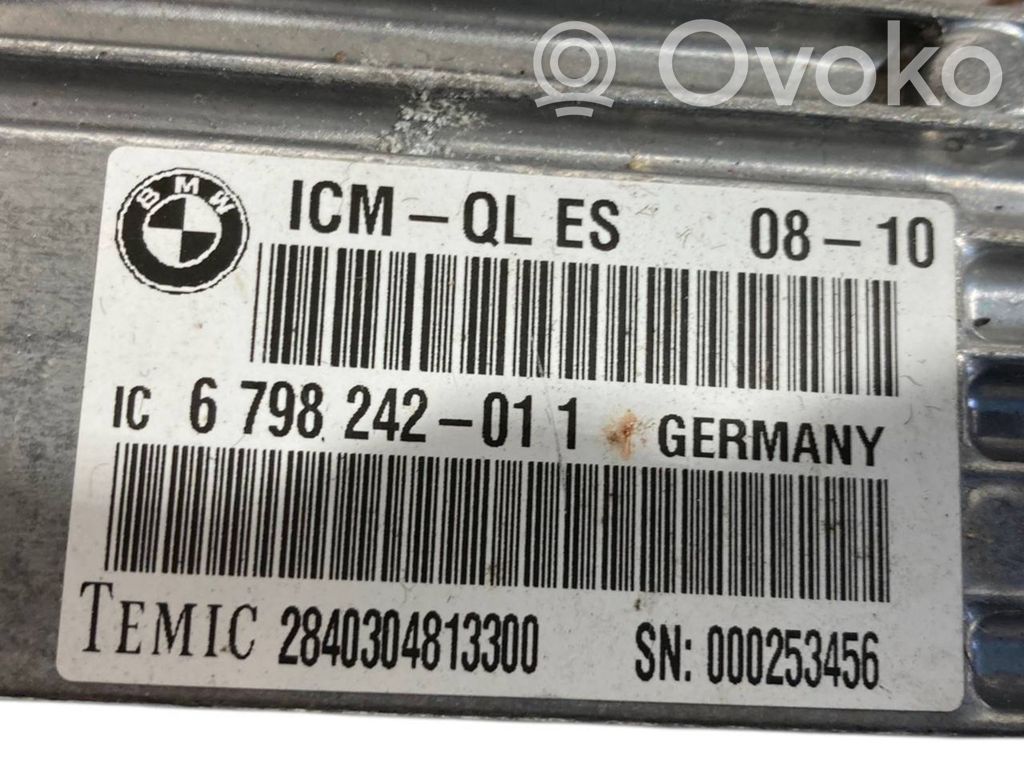 Ovoko
BMW
ICM-QL ES 08-10
IC 6 798 242-01 1 GERMANY
TEMIC 2840304813300 SN: 000253456